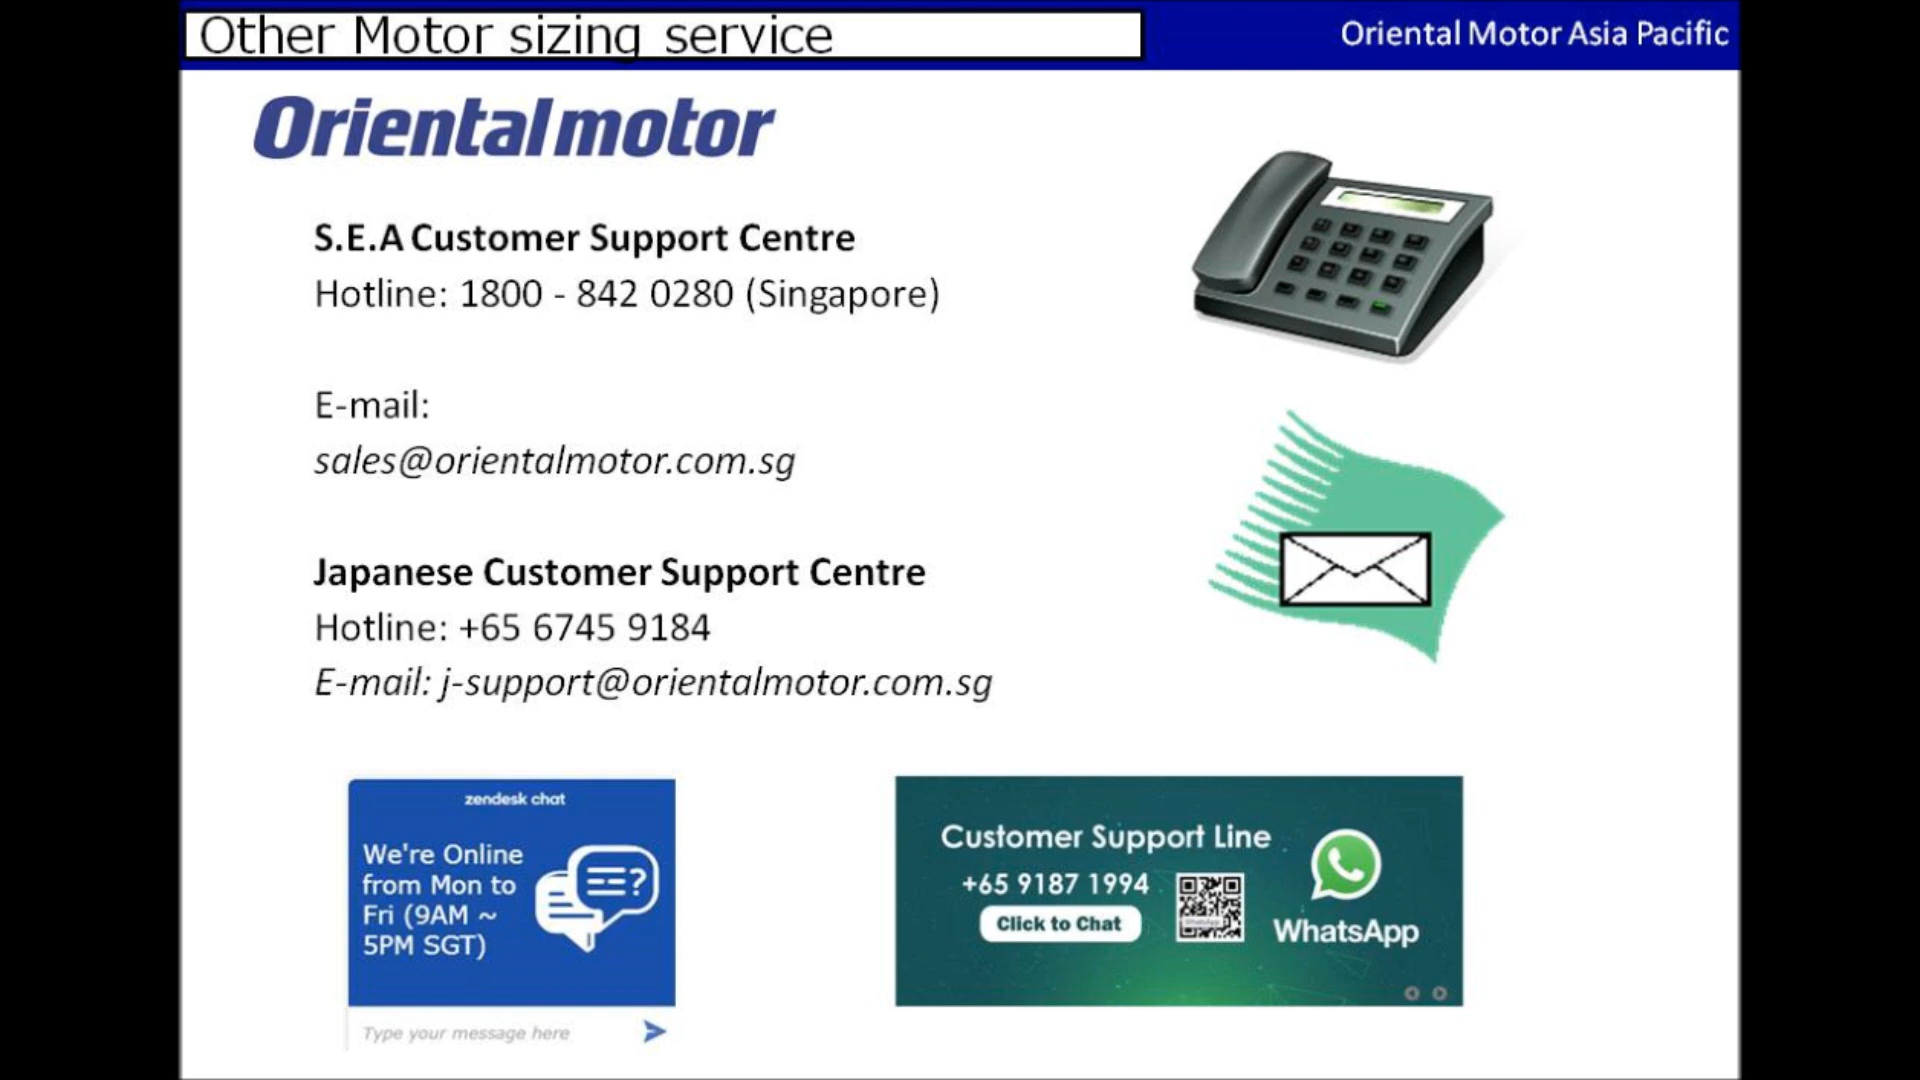 Other Motor sizing service
Oriental Motor Asia Pacific
Orientalmotor
S.E.A Customer Support Centre
Hotline: 1800 - 842 0280 (Singapore)
E-mail:
sales@orientalmotor.com.sg
Japanese Customer Support Centre
Hotline: +65 6745 9184
E-mail: j-support@orientalmotor.com.sg
zendesk chat
We're Online
from Mon to
Fri (9AM ~
5PM SGT)
Type your message here
Customer Support Line
+65 9187 1994
Click to Chat
WhatsApp